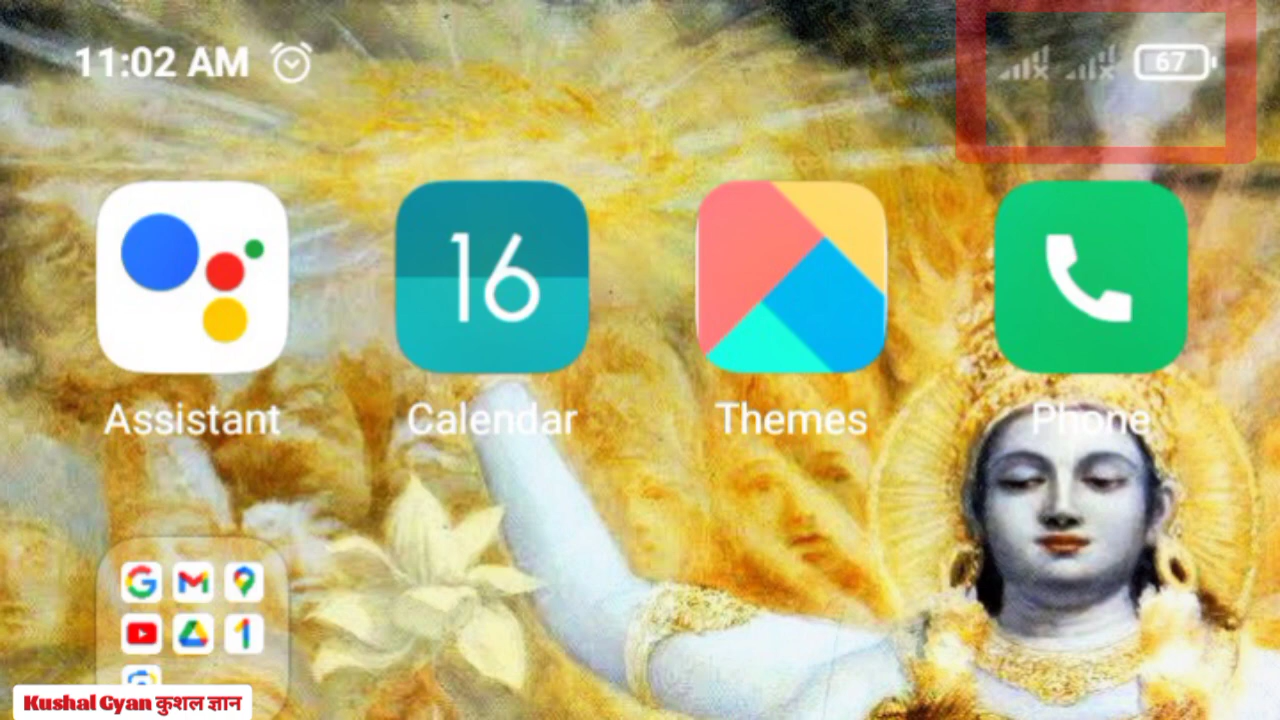 11:02 AM
67
16
Assistant Calendar Themes Phone
Kushal Gyan कुशल ज्ञान